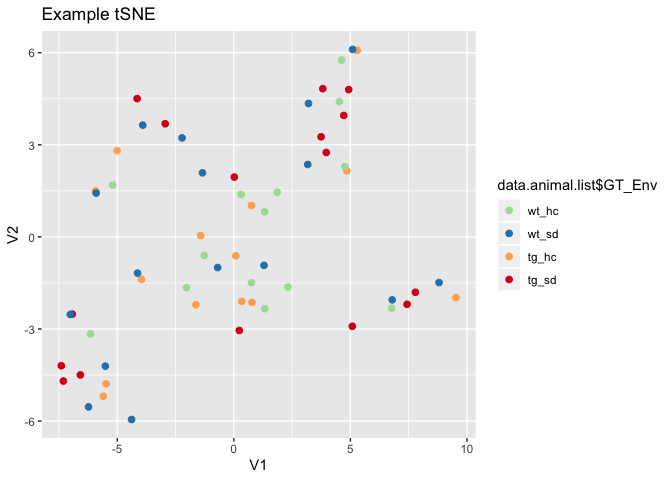 Example tSNE
6
3
0
-3
-6
V2
-5
0
5
10
V1
data.animal.list$GT_Env
wt_hc
wt_sd
tg_hc
tg_sd